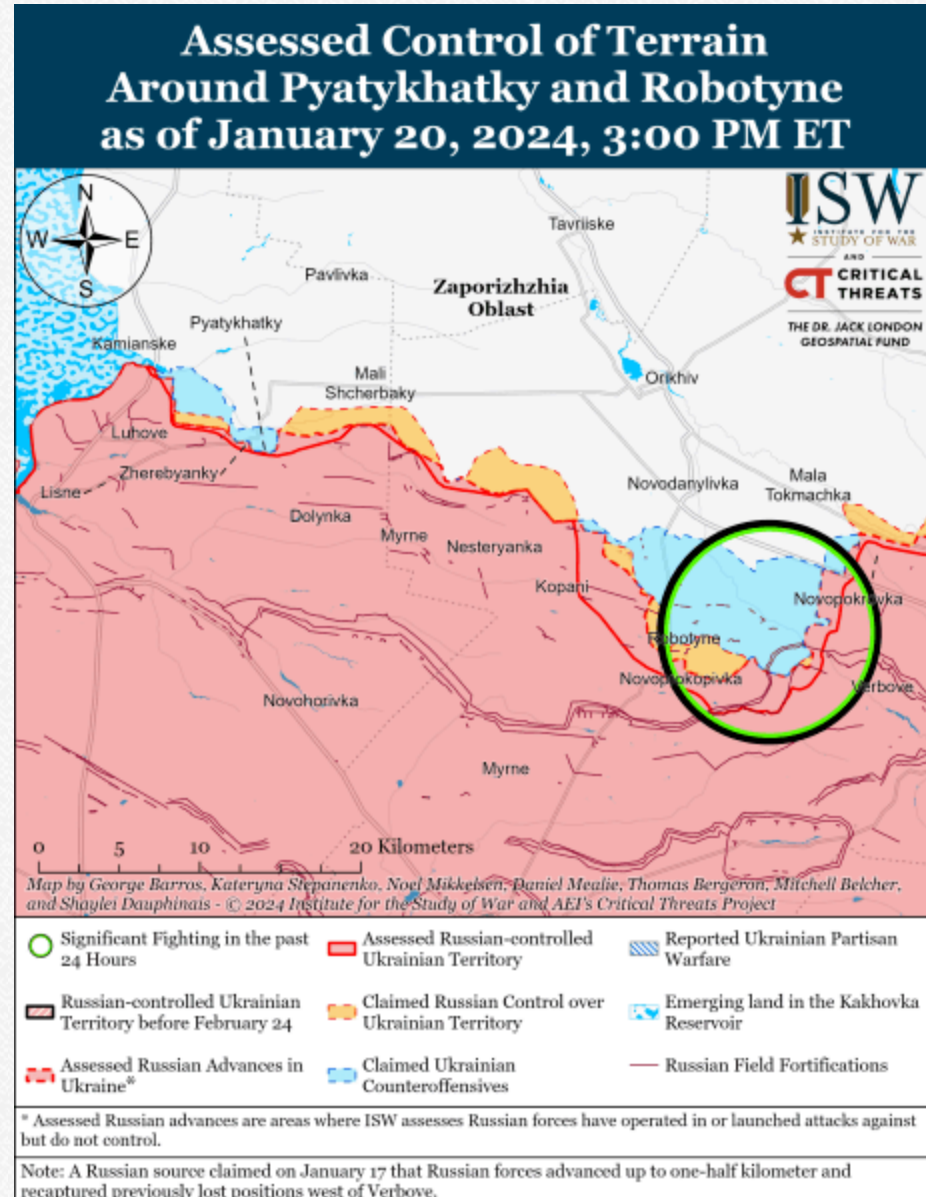 Assessed Control of Terrain
Around Pyatykhatky and Robotyne
as of January 20, 2024, 3:00 PM ET
N
W E
S
ISW
INSTITUTE FOR THE
STUDY OF WAR
AND
CT CRITICAL
THREATS
THE DR. JACK LONDON
GEOSPATIAL FUND
Tavriiske
Pavlivka
Zaporizhzhia
Oblast
Pyatykhatky
Kamianske
Mali
Shcherbaky
Orikhiv
Luhove
Zherebyanky
Lisne
Novodanylivka
Mala
Tokmachka
Dolynka
Myrne
Nesteryanka
Kopani
Novopokrovka
Robotyne
Novoprokopivka
Verbove
Novohorivka
Myrne
0 5 10 20 Kilometers
Map by George Barros, Kateryna Stepanenko, Noel Mikkelsen, Daniel Mealie, Thomas Bergeron, Mitchell Belcher,
and Shaylei Dauphinais - © 2024 Institute for the Study of War and AEI's Critical Threats Project
Significant Fighting in the past
24 Hours
Assessed Russian-controlled
Ukrainian Territory
Reported Ukrainian Partisan
Warfare
Russian-controlled Ukrainian
Territory before February 24
Claimed Russian Control over
Ukrainian Territory
Emerging land in the Kakhovka
Reservoir
Assessed Russian Advances in
Ukraine*
Claimed Ukrainian
Counteroffensives
Russian Field Fortifications
* Assessed Russian advances are areas where ISW assesses Russian forces have operated in or launched attacks against
but do not control.
Note: A Russian source claimed on January 17 that Russian forces advanced up to one-half kilometer and
recaptured previously lost positions west of Verbove.